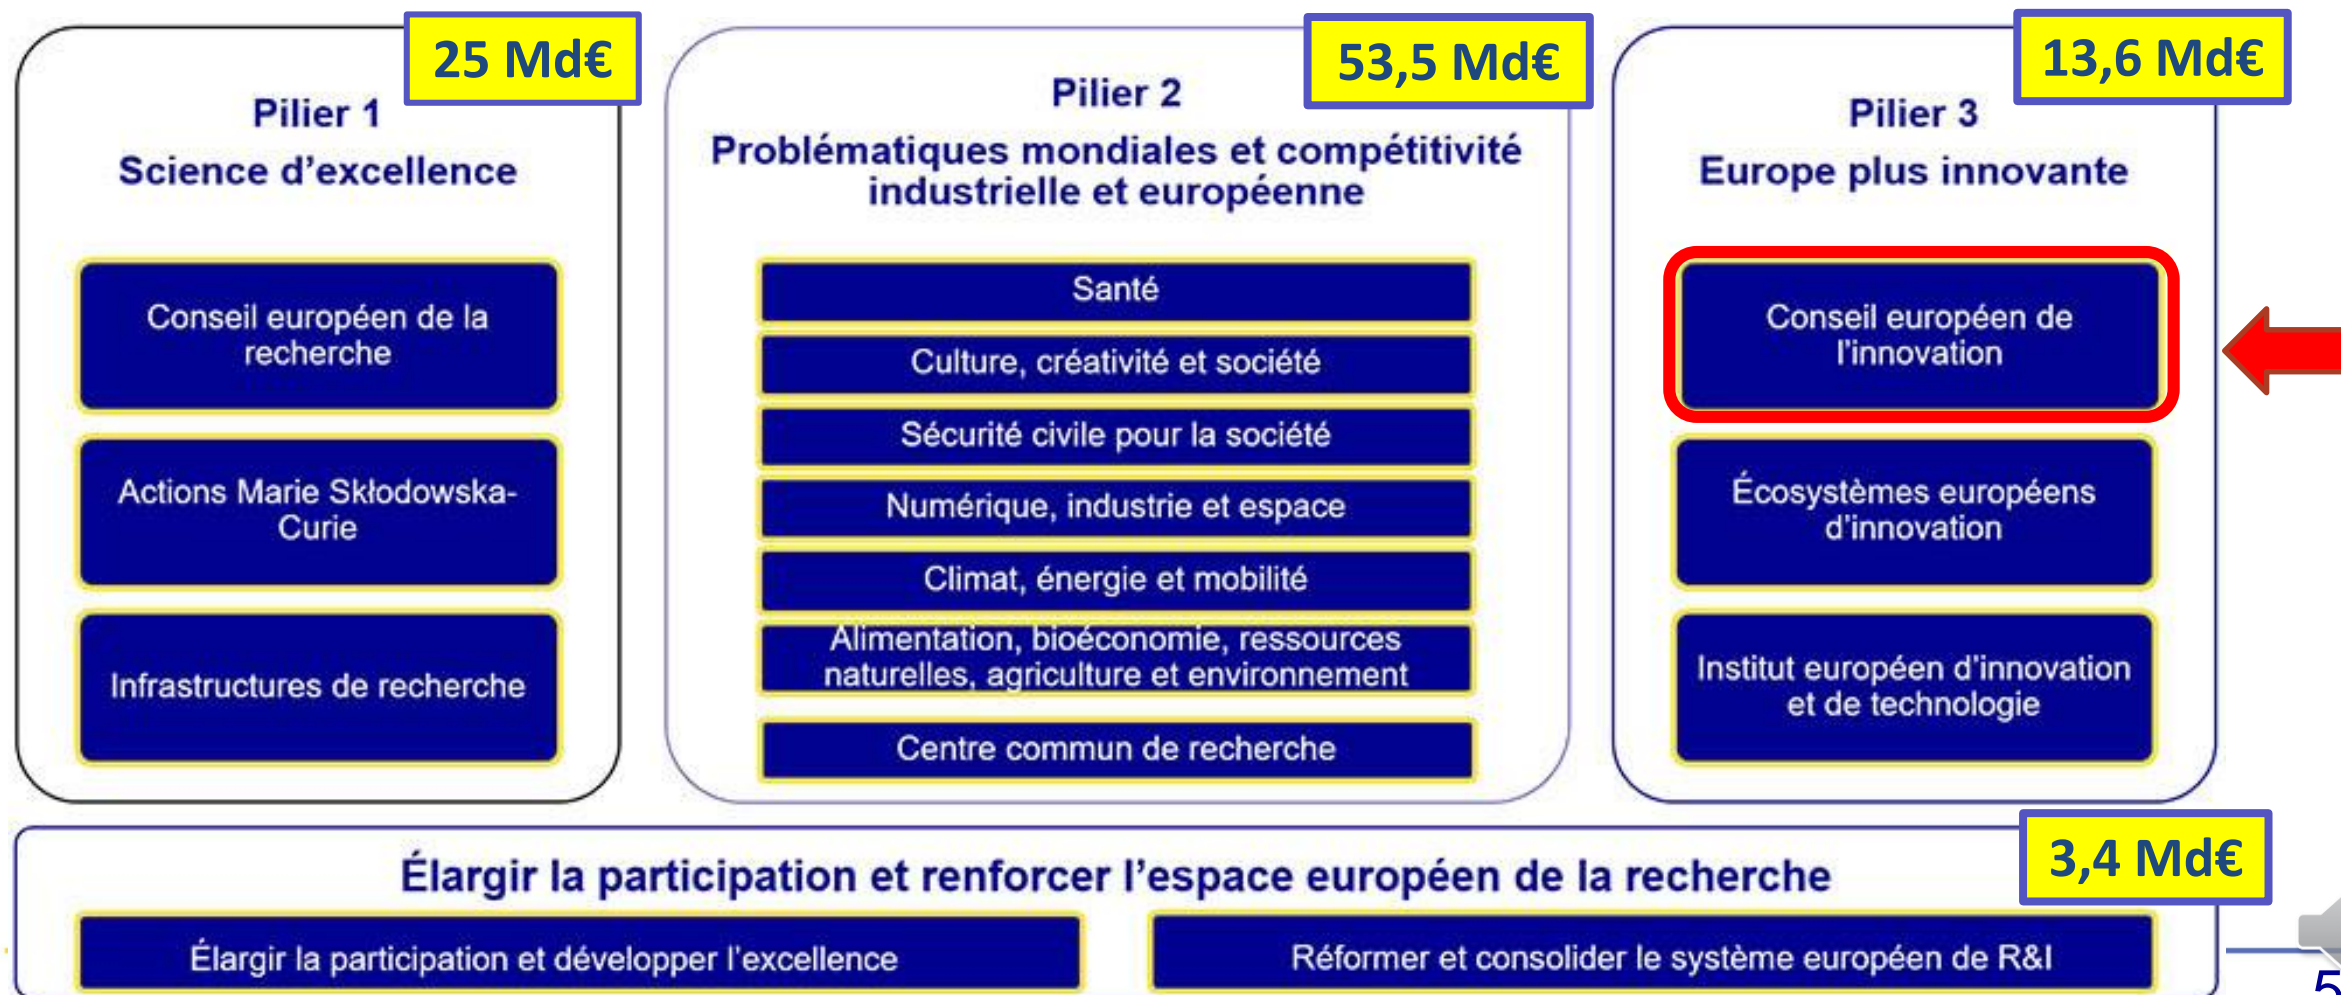 25 Md€
Pilier 1
Science d'excellence
Conseil européen de la
recherche
Actions Marie Skłodowska-
Curie
Infrastructures de recherche
53,5 Md€
Pilier 2
Problématiques mondiales et compétitivité
industrielle et européenne
Santé
Culture, créativité et société
Sécurité civile pour la société
Numérique, industrie et espace
Climat, énergie et mobilité
Alimentation, bioéconomie, ressources
naturelles, agriculture et environnement
Centre commun de recherche
13,6 Md€
Pilier 3
Europe plus innovante
Conseil européen de
l'innovation
Écosystèmes européens
d'innovation
Institut européen d'innovation
et de technologie
3,4 Md€
Élargir la participation et renforcer l'espace européen de la recherche
Élargir la participation et développer l'excellence
Réformer et consolider le système européen de R&I
5